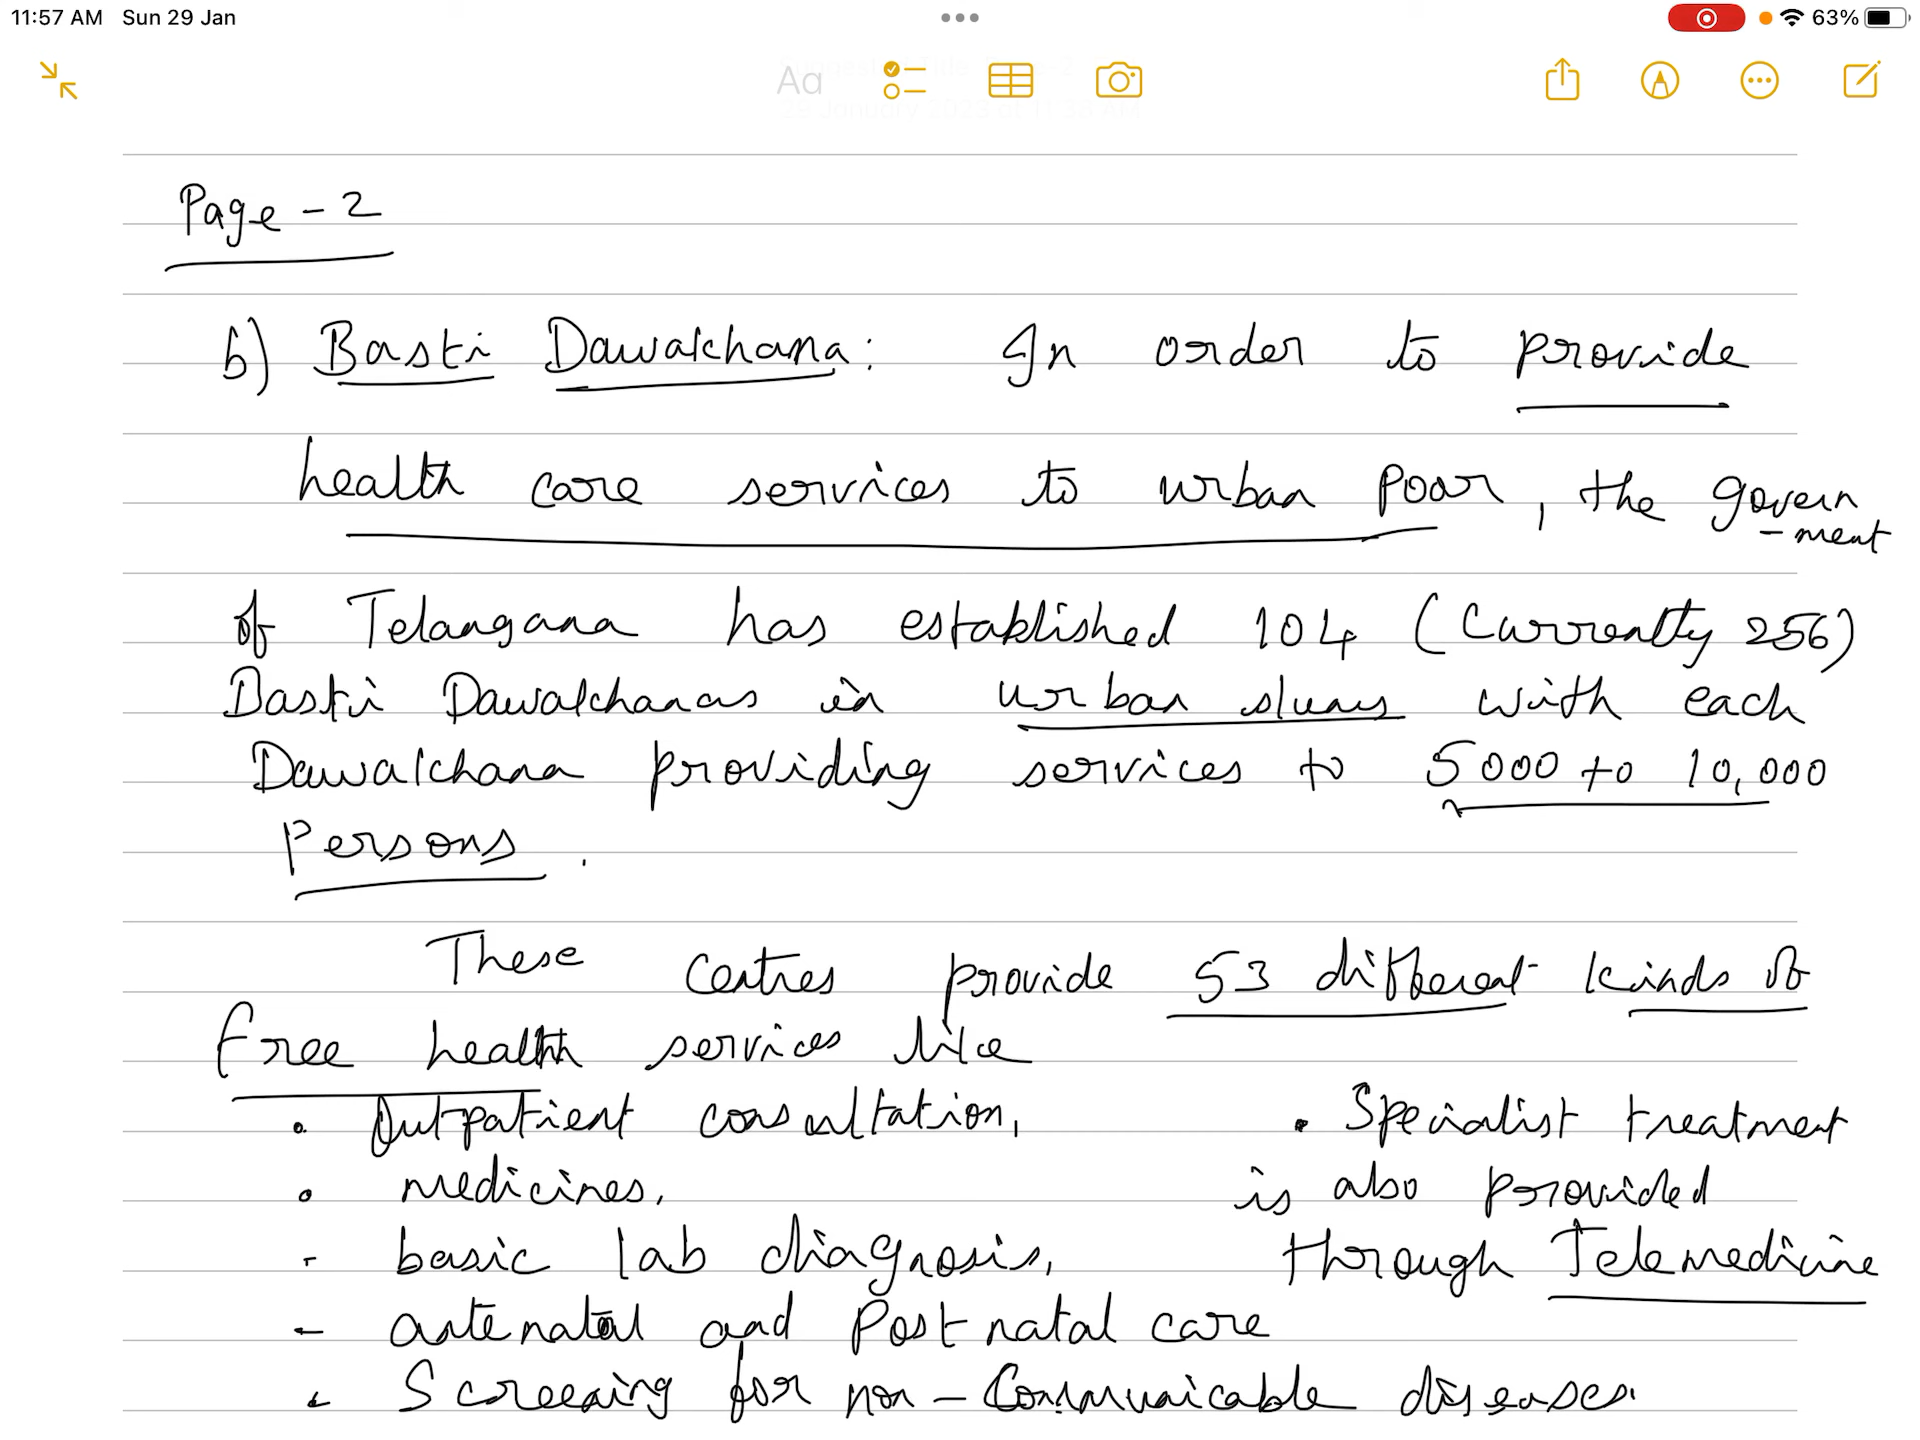 11:57 AM Sun 29 Jan
63%
Aa
Page - 2
b) Basti Dawakhana: In order to provide
health care services to urban poor, the govern
- ment
of Telangana has established 104 (Currently 256)
Basti Dawakhanas in urban slums with each
Dawakhana providing services to 5000 to 10,000
Persons.
These centres provide 53 different kinds of
free health services like
• Outpatient consultation,
• medicines,
- basic lab diagnosis,
- antenatal and Post natal care
• Screening for non-Communicable diseases.
• Specialist treatment
is also provided
through Telemedicine